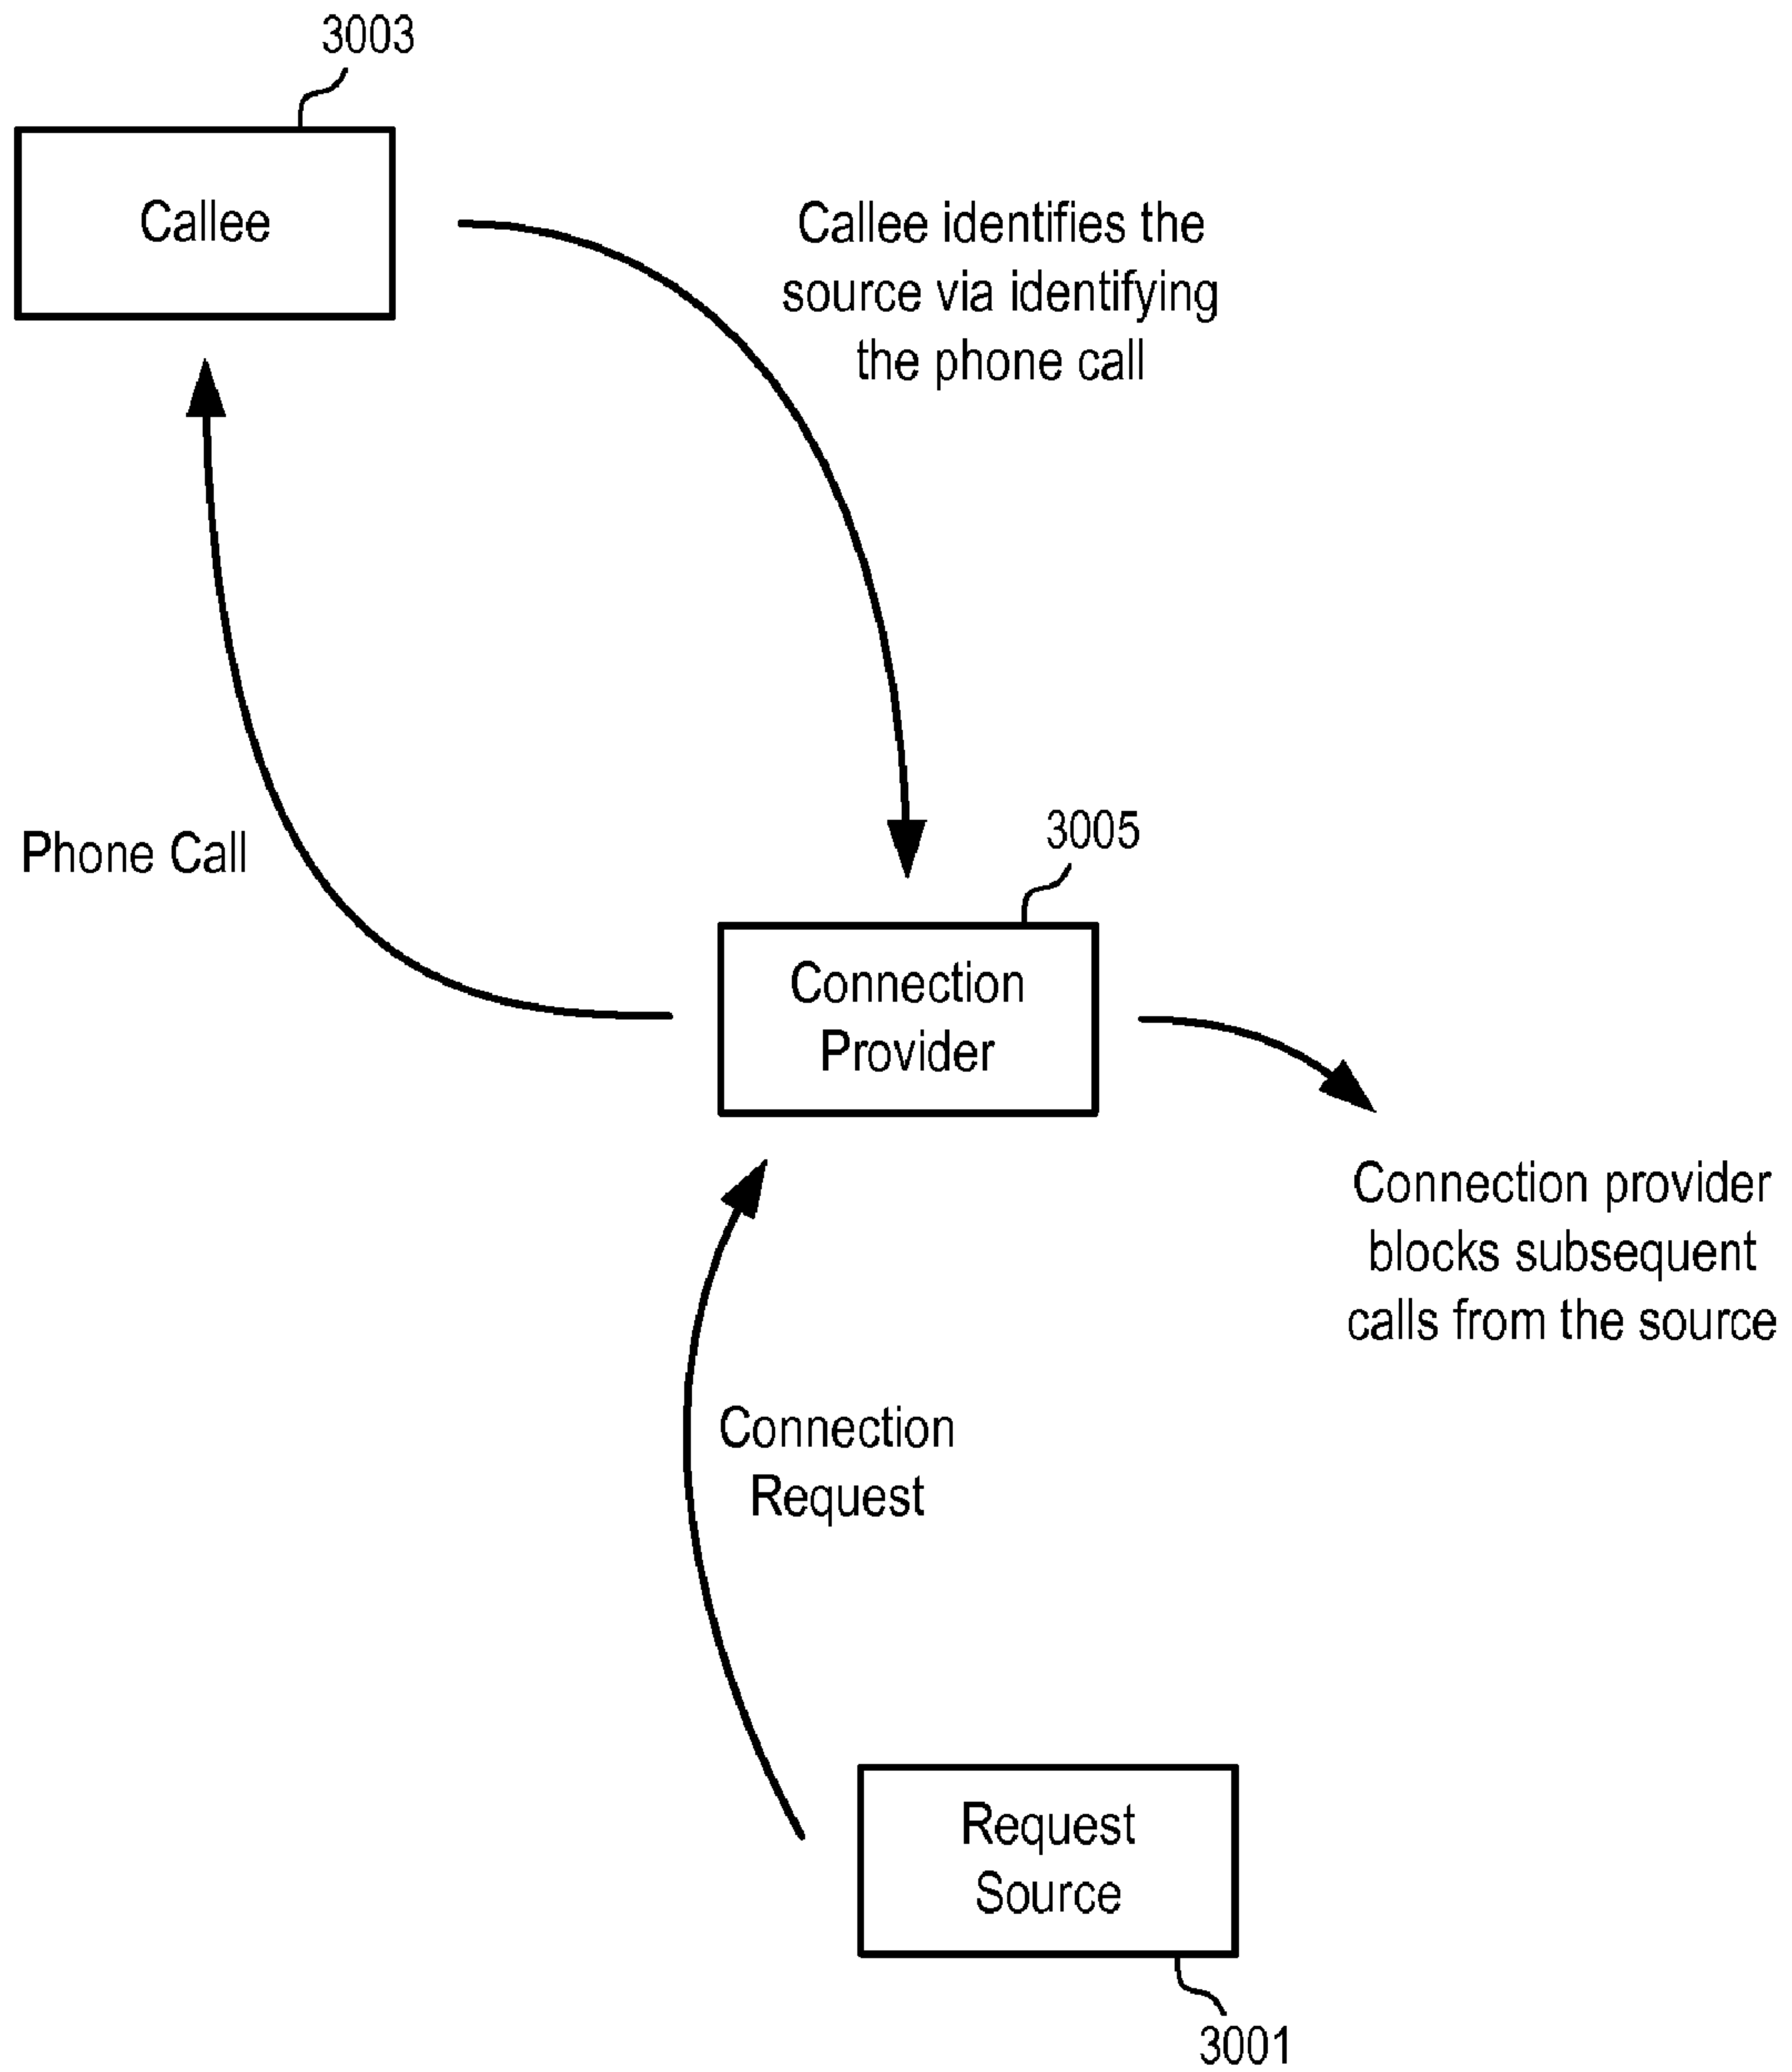 3003
Callee
Callee identifies the
source via identifying
the phone call
Phone Call
3005
Connection
Provider
Connection provider
blocks subsequent
calls from the source
Connection
Request
Request
Source
3001